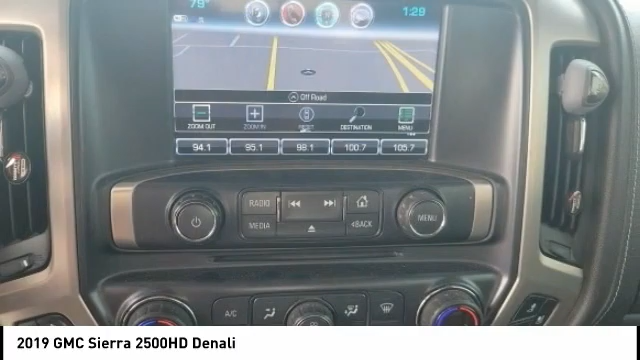 79° 1:29
Off Road
ZOOM OUT ZOOM IN DESTINATION MENU
94.1 95.1 98.1 100.7 105.7
RADIO
MENU
MEDIA BACK
A/C
2019 GMC Sierra 2500HD Denali